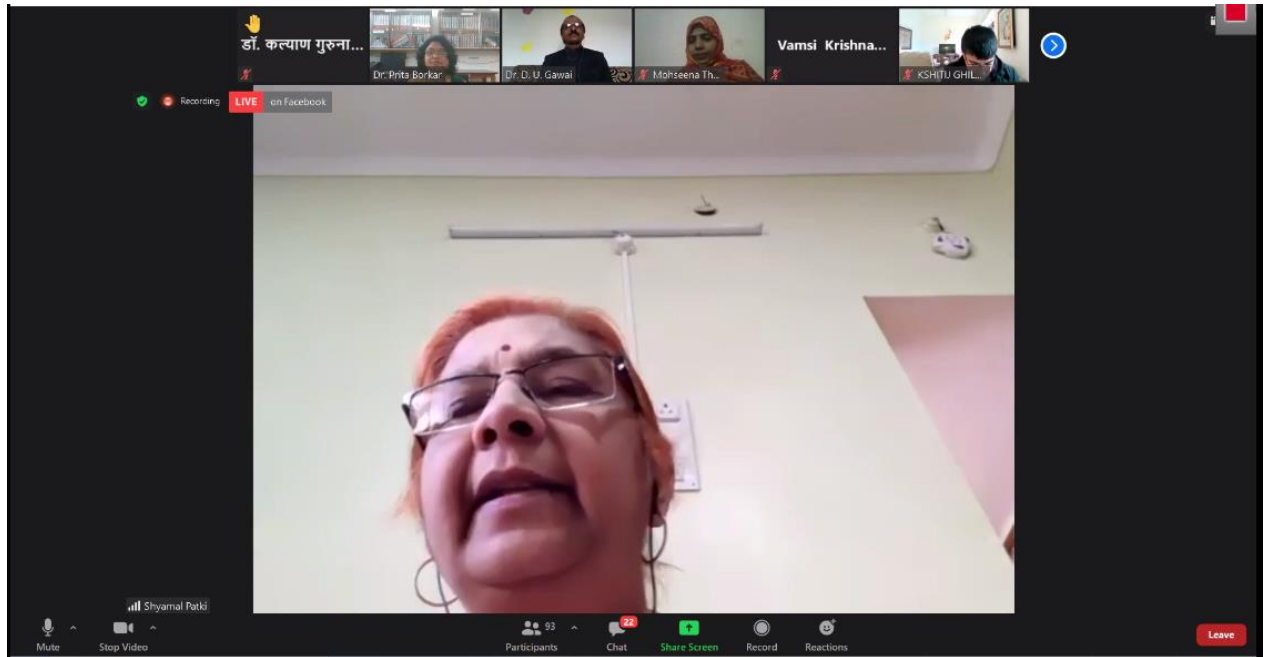 डॉ. कल्याण गुरुना...
Dr. Prita Borkar
Dr. D. U. Gawai
Mohseena Th...
Vamsi Krishna...
KSHITIJ GHIL...
Recording
LIVE on Facebook
Shyamal Patki
Mute
Stop Video
93
Participants
22
Chat
Share Screen
Record
Reactions
Leave